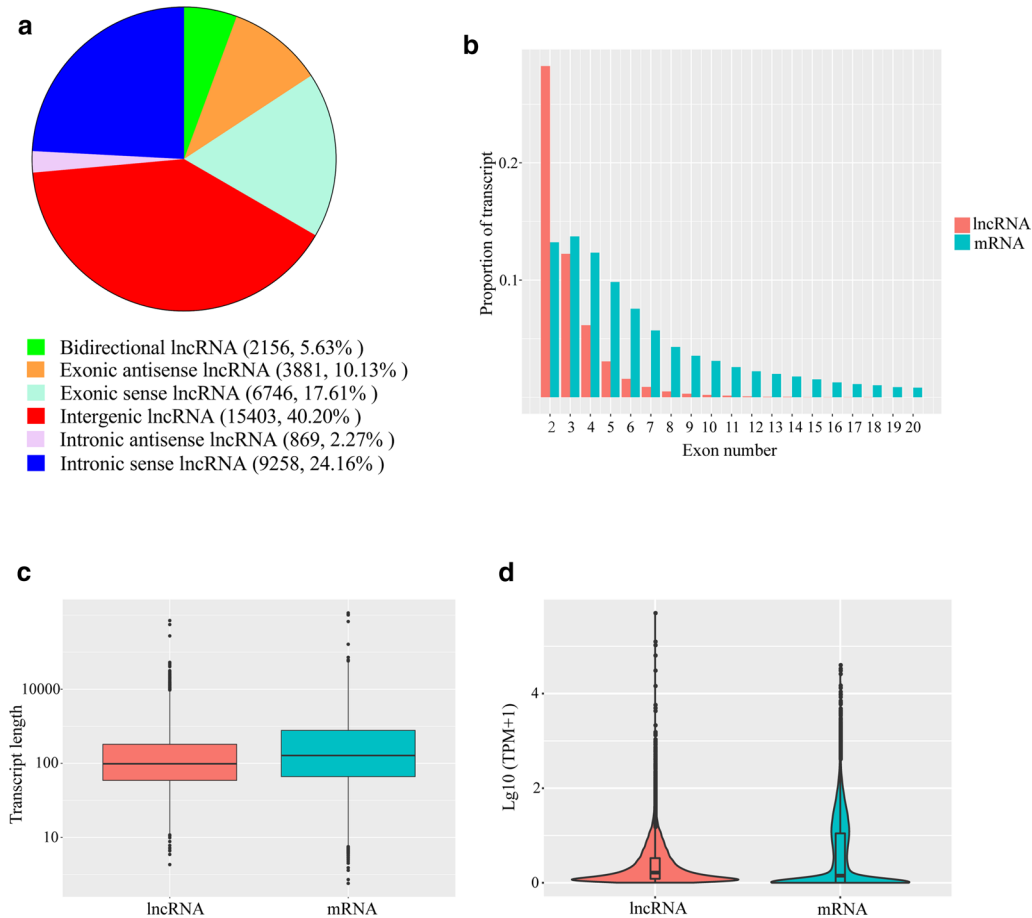 a
Bidirectional lncRNA (2156, 5.63% )
Exonic antisense lncRNA (3881, 10.13% )
Exonic sense lncRNA (6746, 17.61% )
Intergenic lncRNA (15403, 40.20% )
Intronic antisense lncRNA (869, 2.27% )
Intronic sense lncRNA (9258, 24.16% )
b
Proportion of transcript
0.2
0.1
2 3 4 5 6 7 8 9 10 11 12 13 14 15 16 17 18 19 20
Exon number
lncRNA
mRNA
c
Transcript length
10000
100
10
lncRNA mRNA
d
Lg10 (TPM+1)
4
2
0
lncRNA mRNA